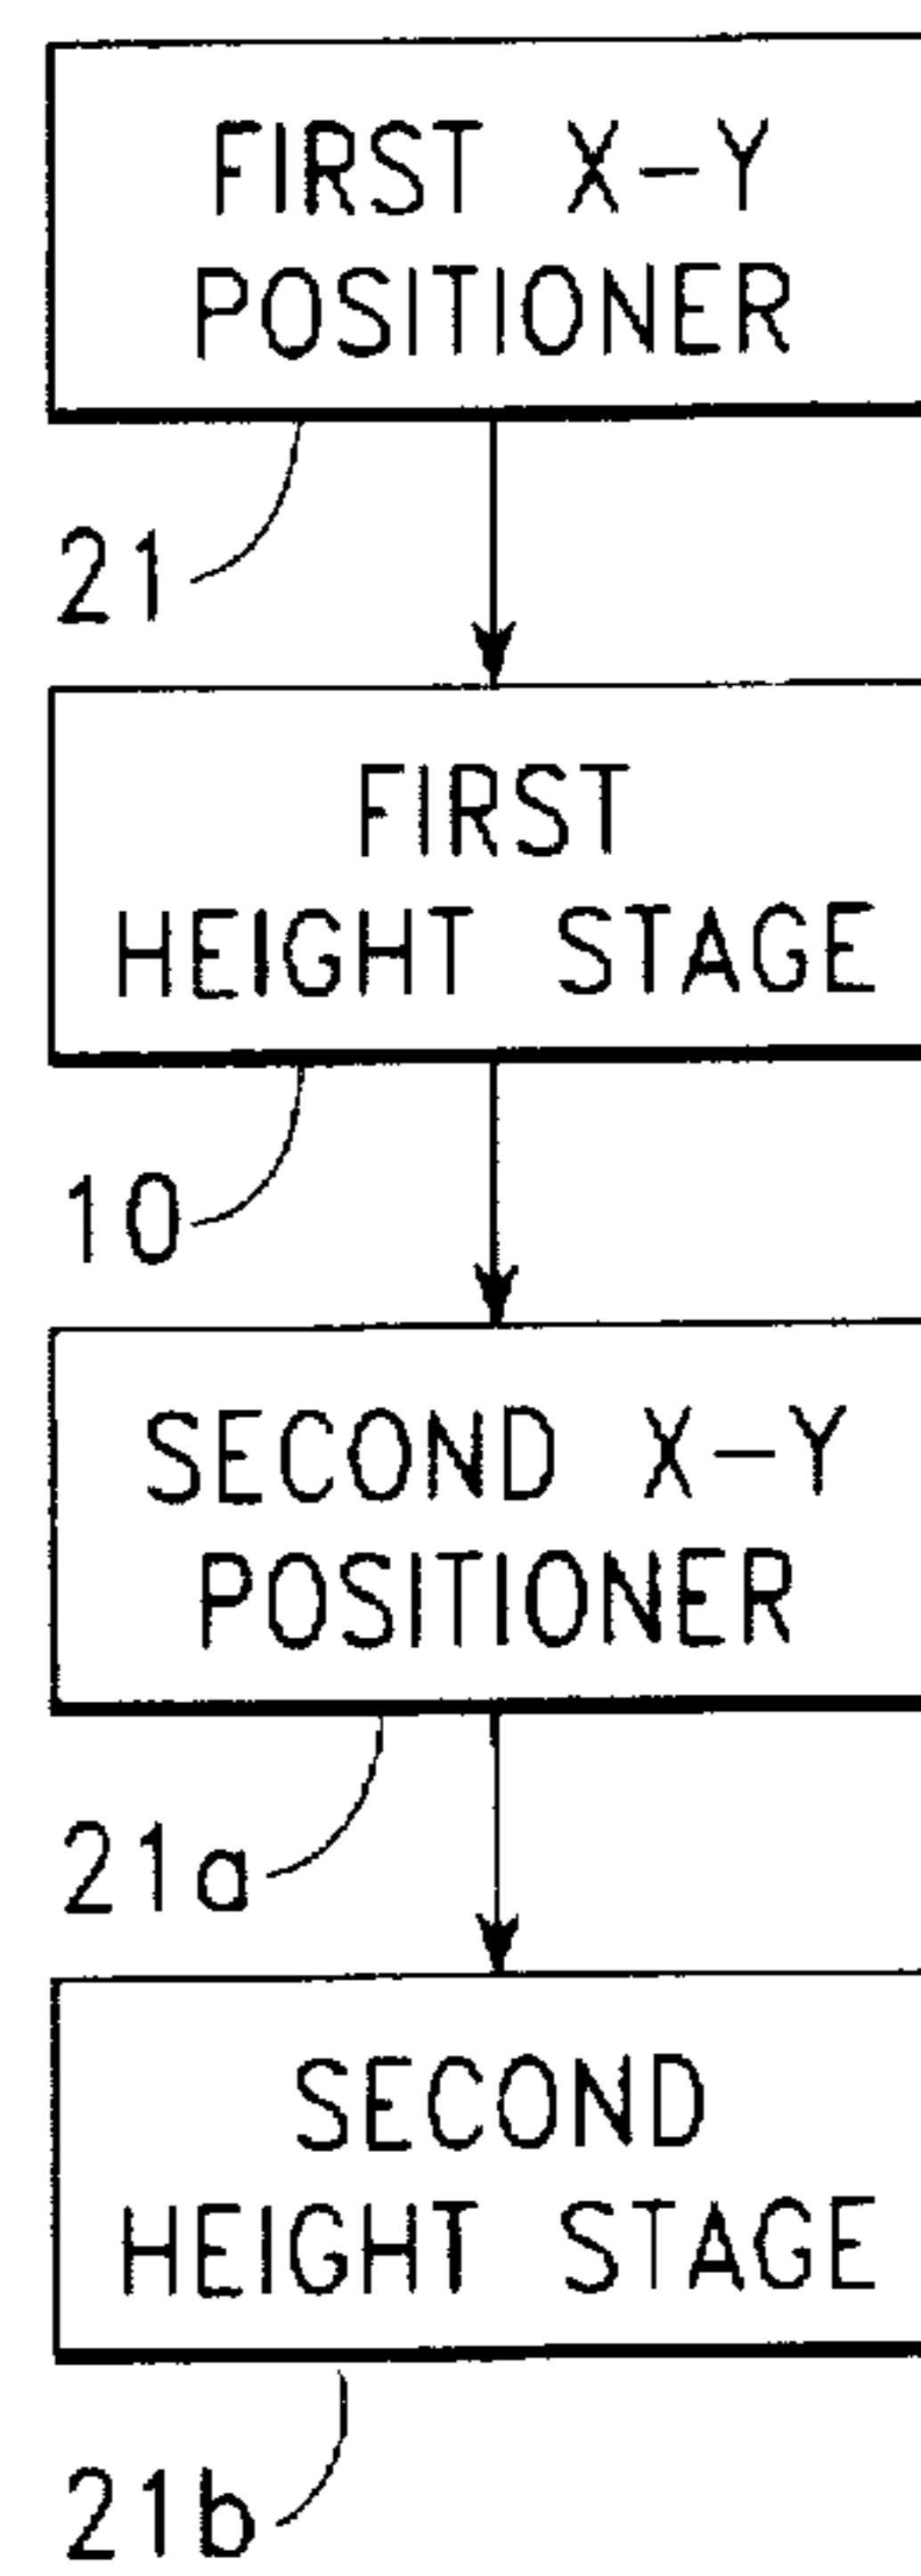 FIRST X-Y
POSITIONER
21
FIRST
HEIGHT STAGE
10
SECOND X-Y
POSITIONER
21a
SECOND
HEIGHT STAGE
21b